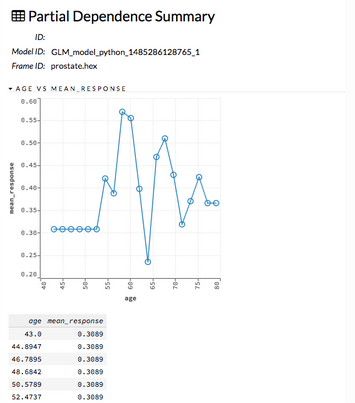 Partial Dependence Summary
ID:
Model ID: GLM_model_python_1485286128765_1
Frame ID: prostate.hex
AGE VS MEAN_RESPONSE
0.60
0.55
0.50
0.45
0.40
0.35
0.30
0.25
0.20
mean_response
40 45 50 55 60 65 70 75 80
age
age mean_response
43.0 0.3089
44.8947 0.3089
46.7895 0.3089
48.6842 0.3089
50.5789 0.3089
52.4737 0.3089